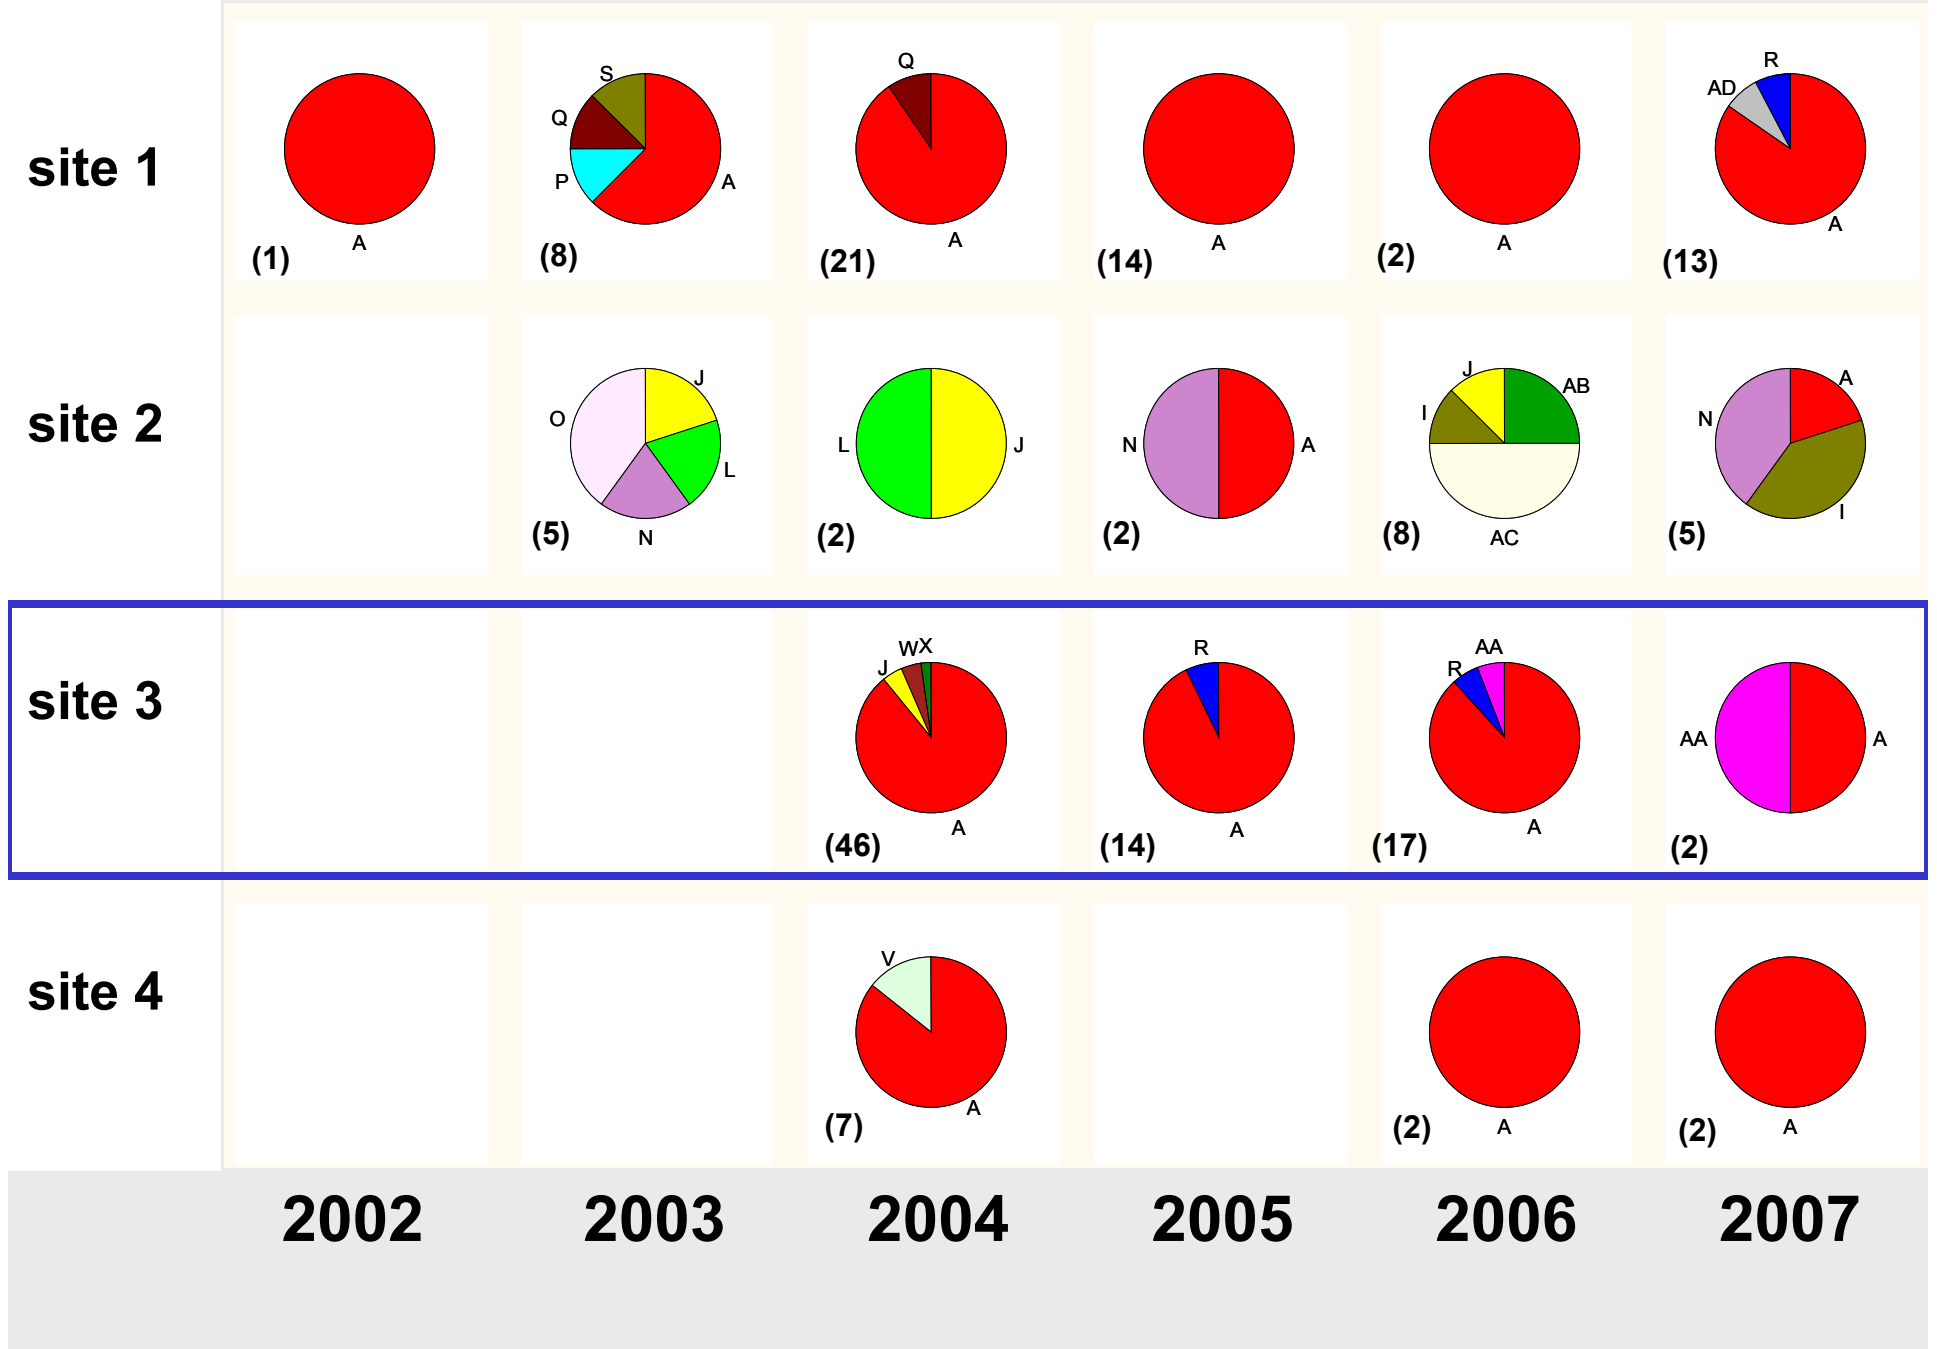 site 1
A
(1)
S
Q
P
A
(8)
Q
A
(21)
A
(14)
A
(2)
R
AD
A
(13)
site 2
J
O
L
N
(5)
L
J
(2)
N
A
(2)
J
AB
I
AC
(8)
A
N
I
(5)
site 3
J
W
X
A
(46)
R
A
(14)
R
AA
A
(17)
AA
A
(2)
site 4
V
A
(7)
A
(2)
A
(2)
2002 2003 2004 2005 2006 2007